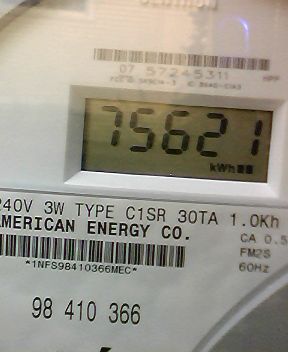 07 57245311 HPP
75621
kWh
240V 3W TYPE C1SR 30TA 1.0Kh
AMERICAN ENERGY CO.
CA 0.5
FM2S
60Hz
*1NFS98410366MEC*
98 410 366